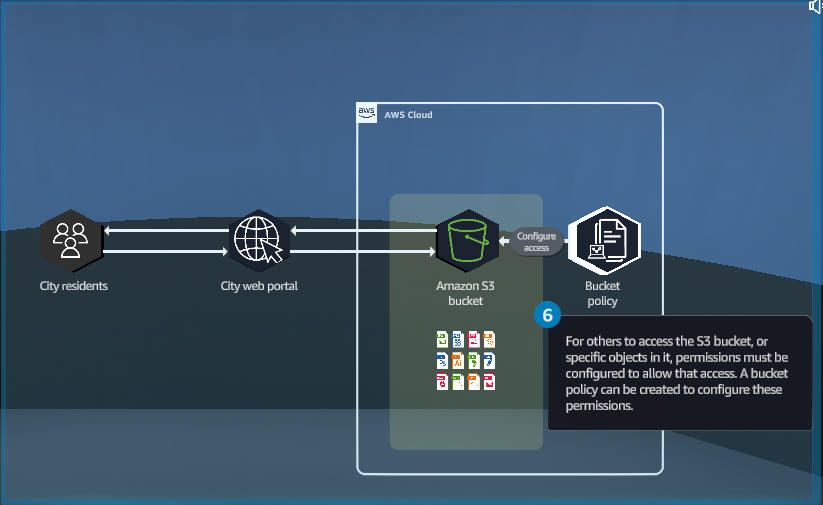 aws
AWS Cloud
Configure
access
City residents
City web portal
Amazon S3
bucket
Bucket
policy
6
For others to access the S3 bucket, or
specific objects in it, permissions must be
configured to allow that access. A bucket
policy can be created to configure these
permissions.